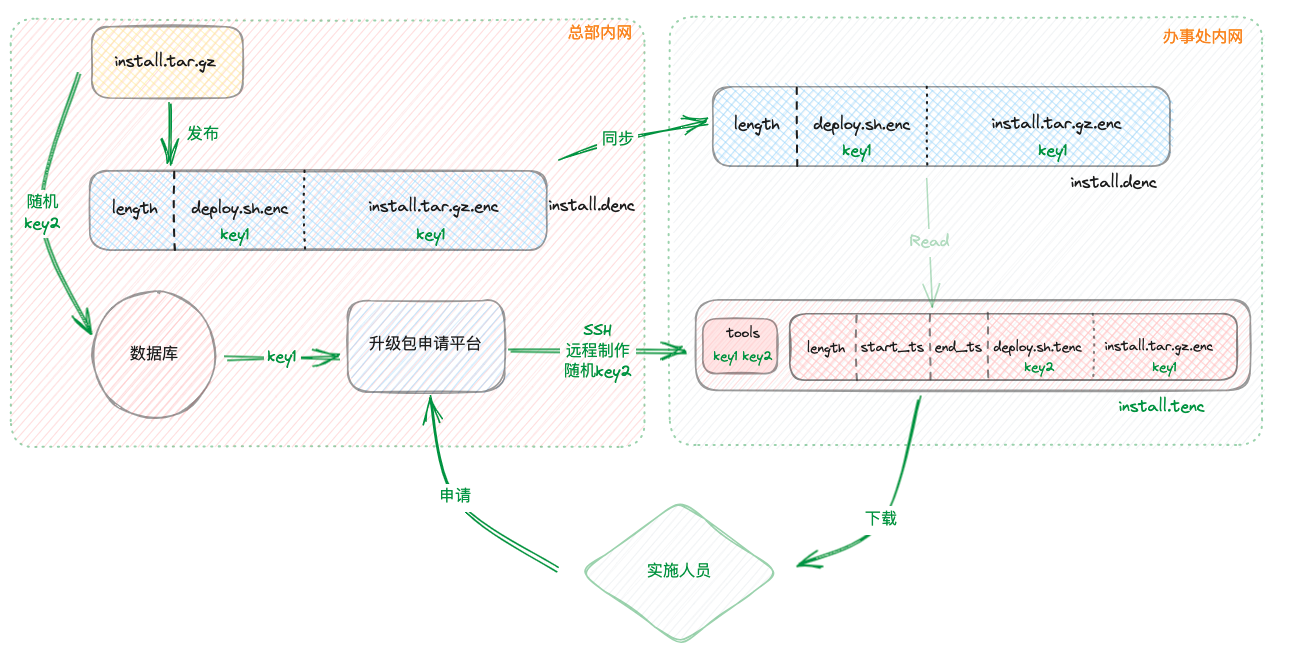 总部内网
install.tar.gz
发布
随机
key2
length
deploy.sh.enc
key1
install.tar.gz.enc
key1
install.denc
数据库
key1
升级包申请平台
SSH
远程制作
随机key2
同步
办事处内网
length
deploy.sh.enc
key1
install.tar.gz.enc
key1
install.denc
Read
tools
key1 key2
length
start_ts
end_ts
deploy.sh.tenc
key2
install.tar.gz.enc
key1
install.tenc
申请
下载
实施人员